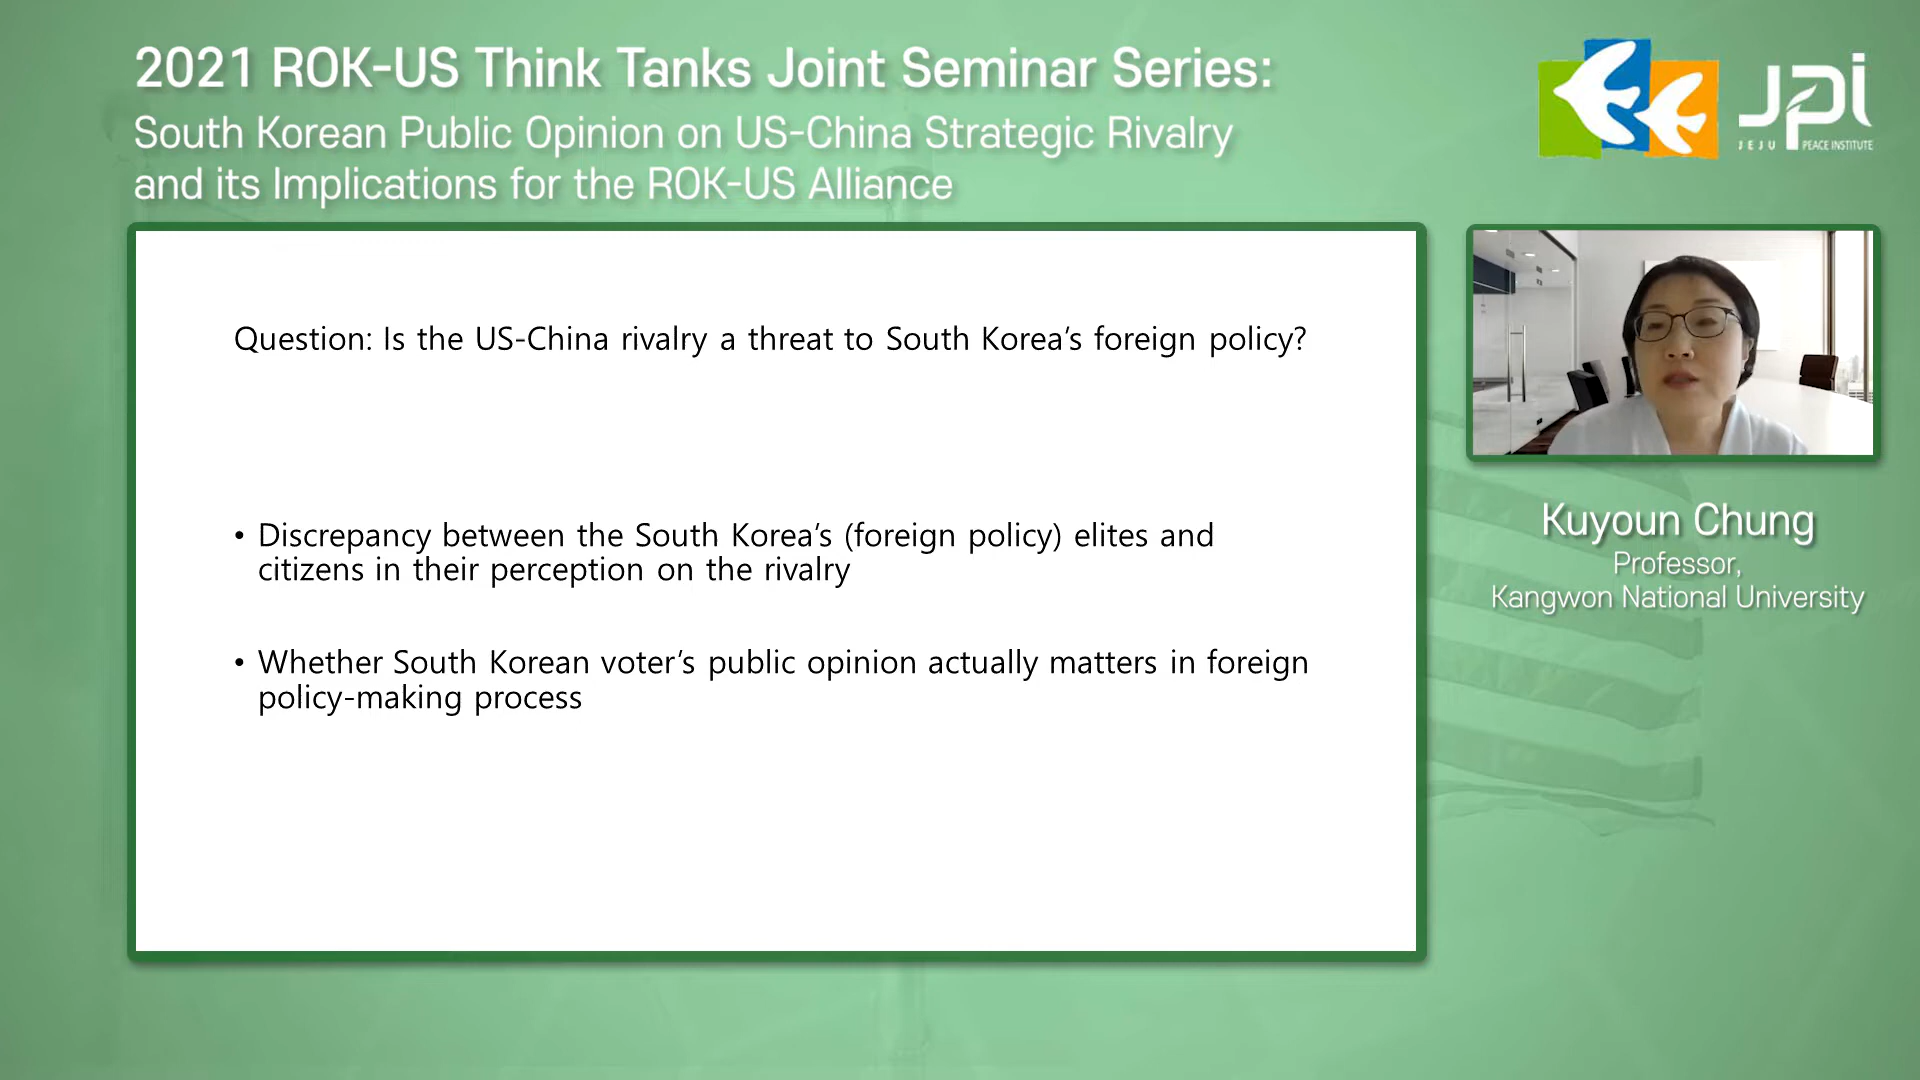 2021 ROK-US Think Tanks Joint Seminar Series:
South Korean Public Opinion on US-China Strategic Rivalry
and its Implications for the ROK-US Alliance
JPI
JEJU PEACE INSTITUTE
Question: Is the US-China rivalry a threat to South Korea’s foreign policy?
• Discrepancy between the South Korea’s (foreign policy) elites and
citizens in their perception on the rivalry
• Whether South Korean voter’s public opinion actually matters in foreign
policy-making process
Kuyoun Chung
Professor,
Kangwon National University